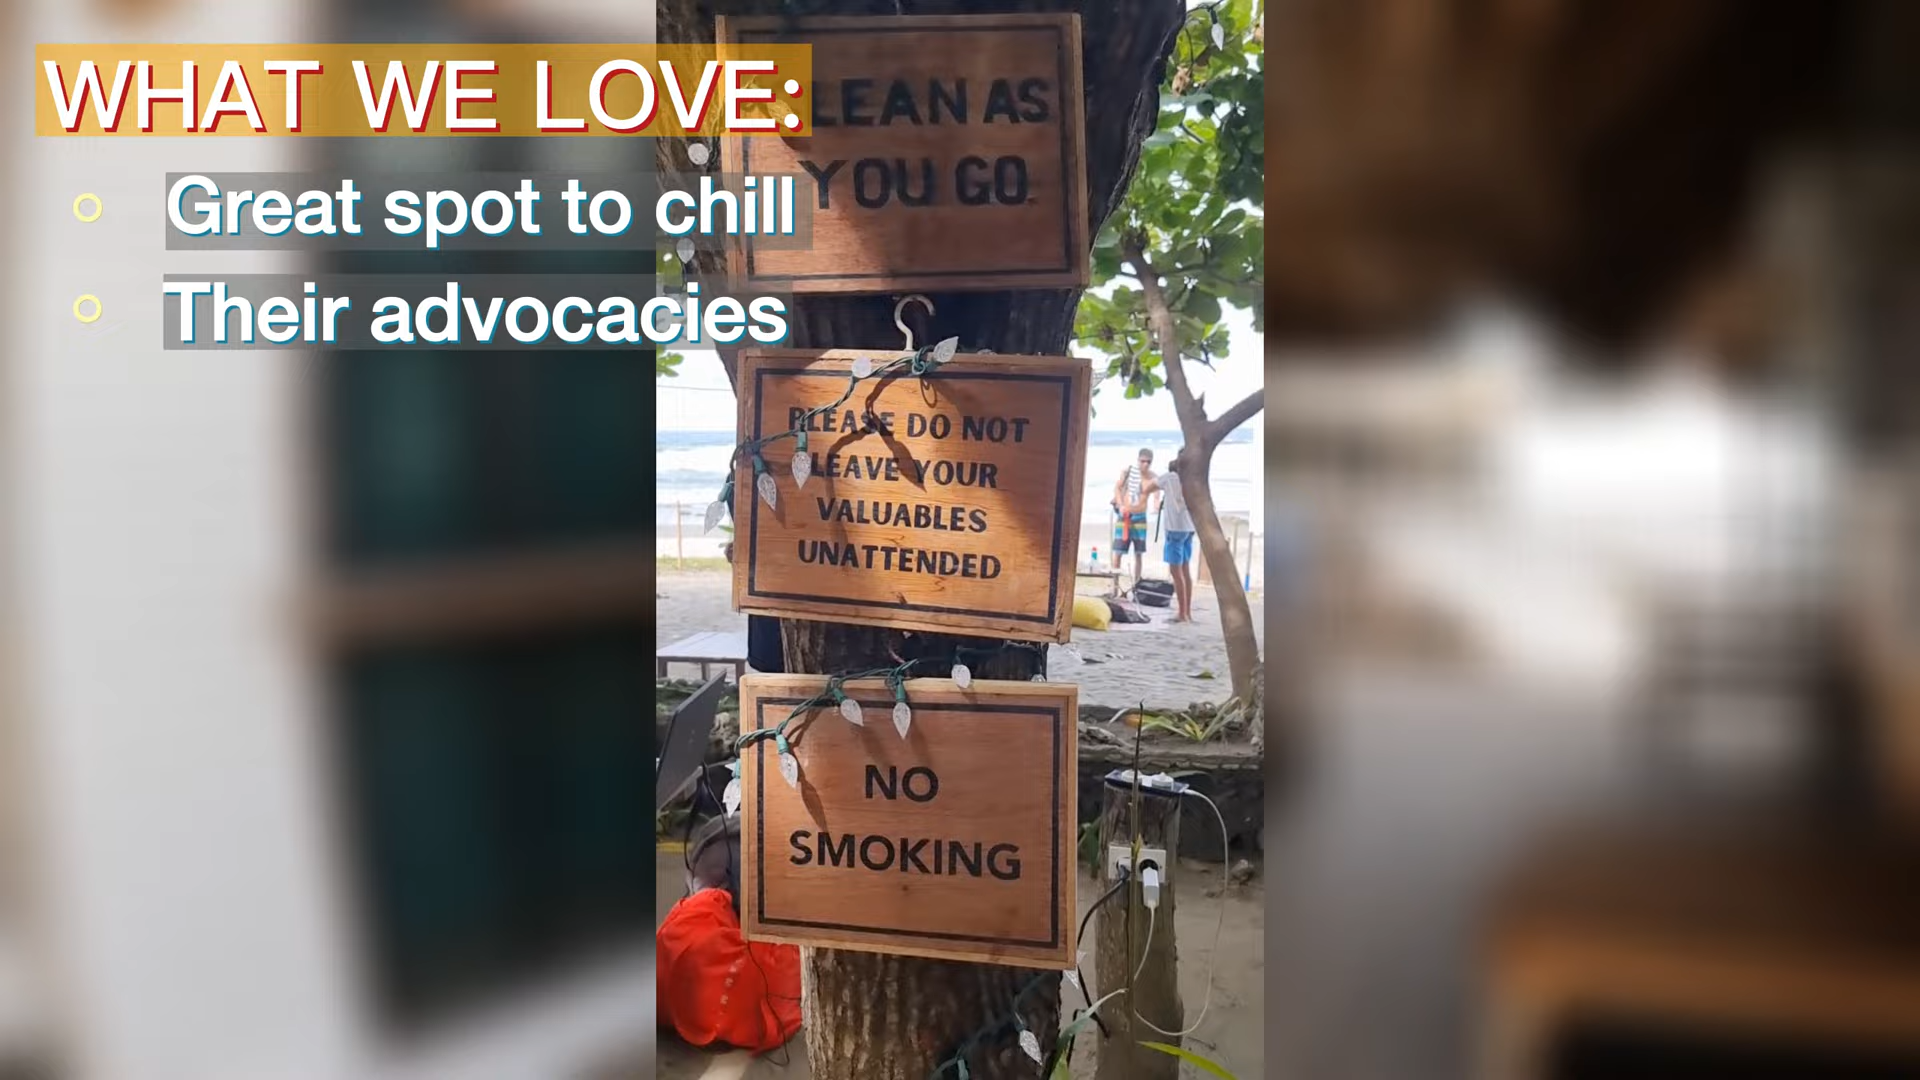 WHAT WE LOVE:
Great spot to chill
Their advocacies
CLEAN AS
YOU GO
PLEASE DO NOT
LEAVE YOUR
VALUABLES
UNATTENDED
NO
SMOKING